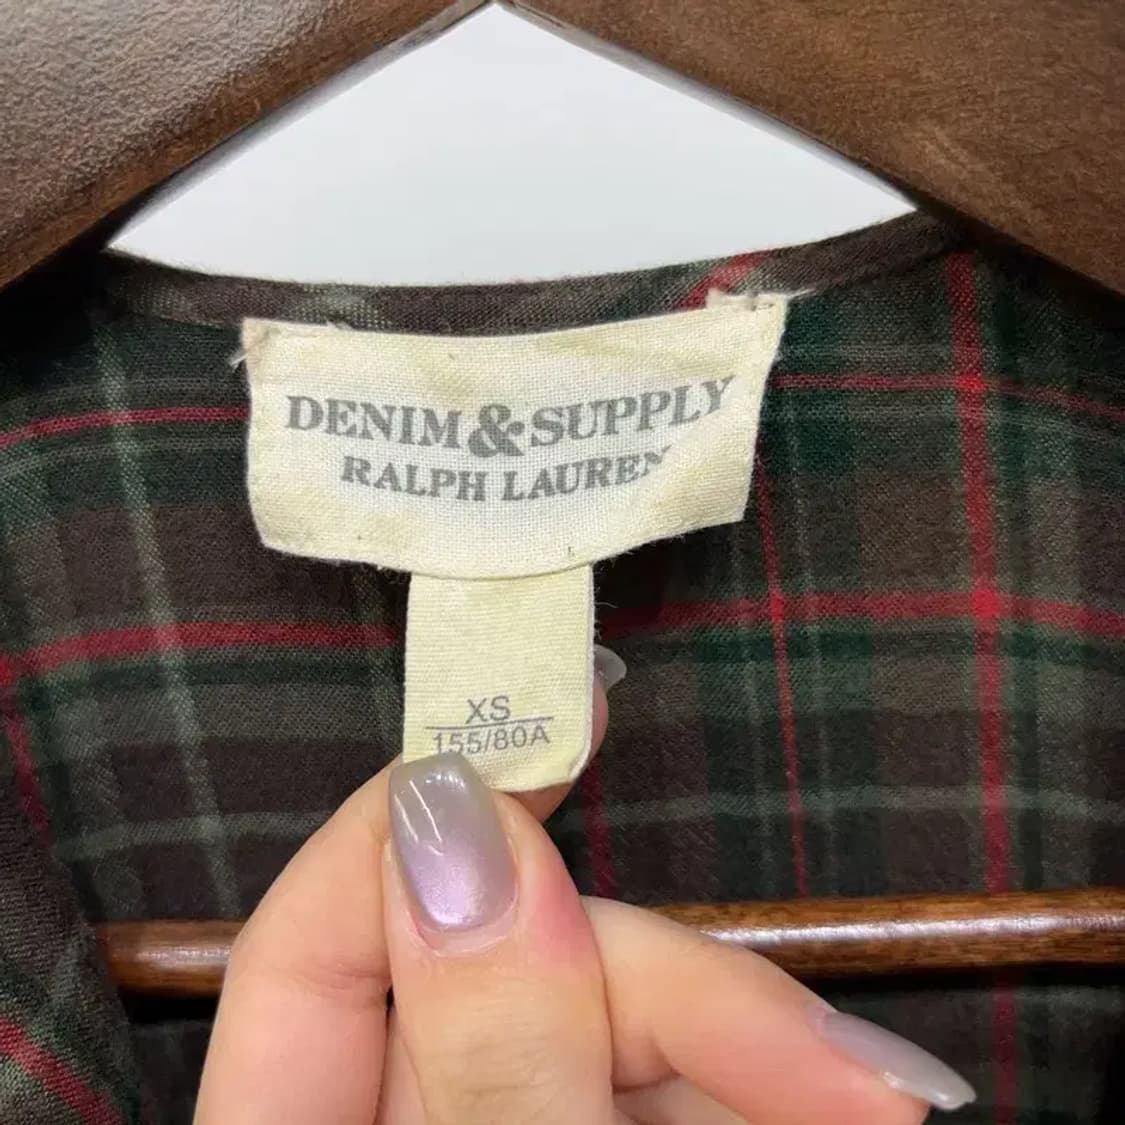 DENIM & SUPPLY
RALPH LAUREN
XS
155/80A